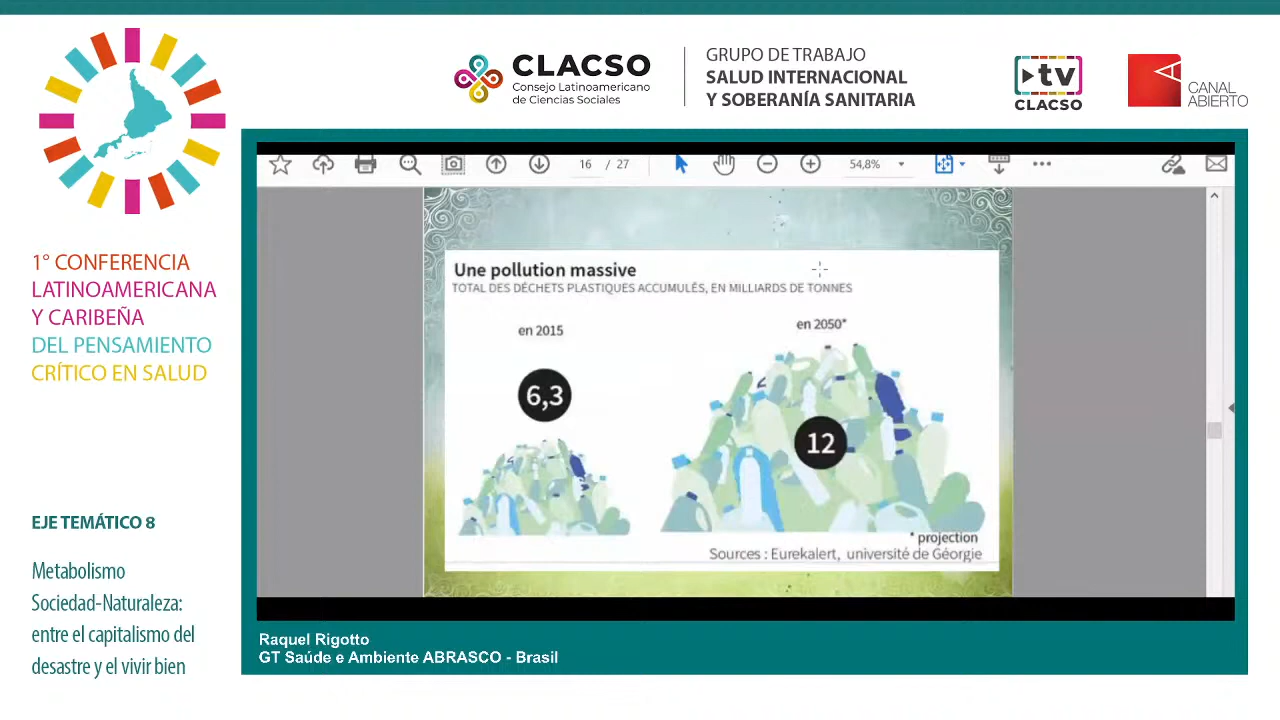 CLACSO
Consejo Latinoamericano
de Ciencias Sociales
GRUPO DE TRABAJO
SALUD INTERNACIONAL
Y SOBERANÍA SANITARIA
tv
CLACSO
CANAL
ABIERTO
1° CONFERENCIA
LATINOAMERICANA
Y CARIBEÑA
DEL PENSAMIENTO
CRÍTICO EN SALUD
EJE TEMÁTICO 8
Metabolismo
Sociedad-Naturaleza:
entre el capitalismo del
desastre y el vivir bien
16 / 27
54,8%
Une pollution massive
TOTAL DES DÉCHETS PLASTIQUES ACCUMULÉS, EN MILLIARDS DE TONNES
en 2015
en 2050*
6,3
12
* projection
Sources : Eurekalert, université de Géorgie
Raquel Rigotto
GT Saúde e Ambiente ABRASCO - Brasil